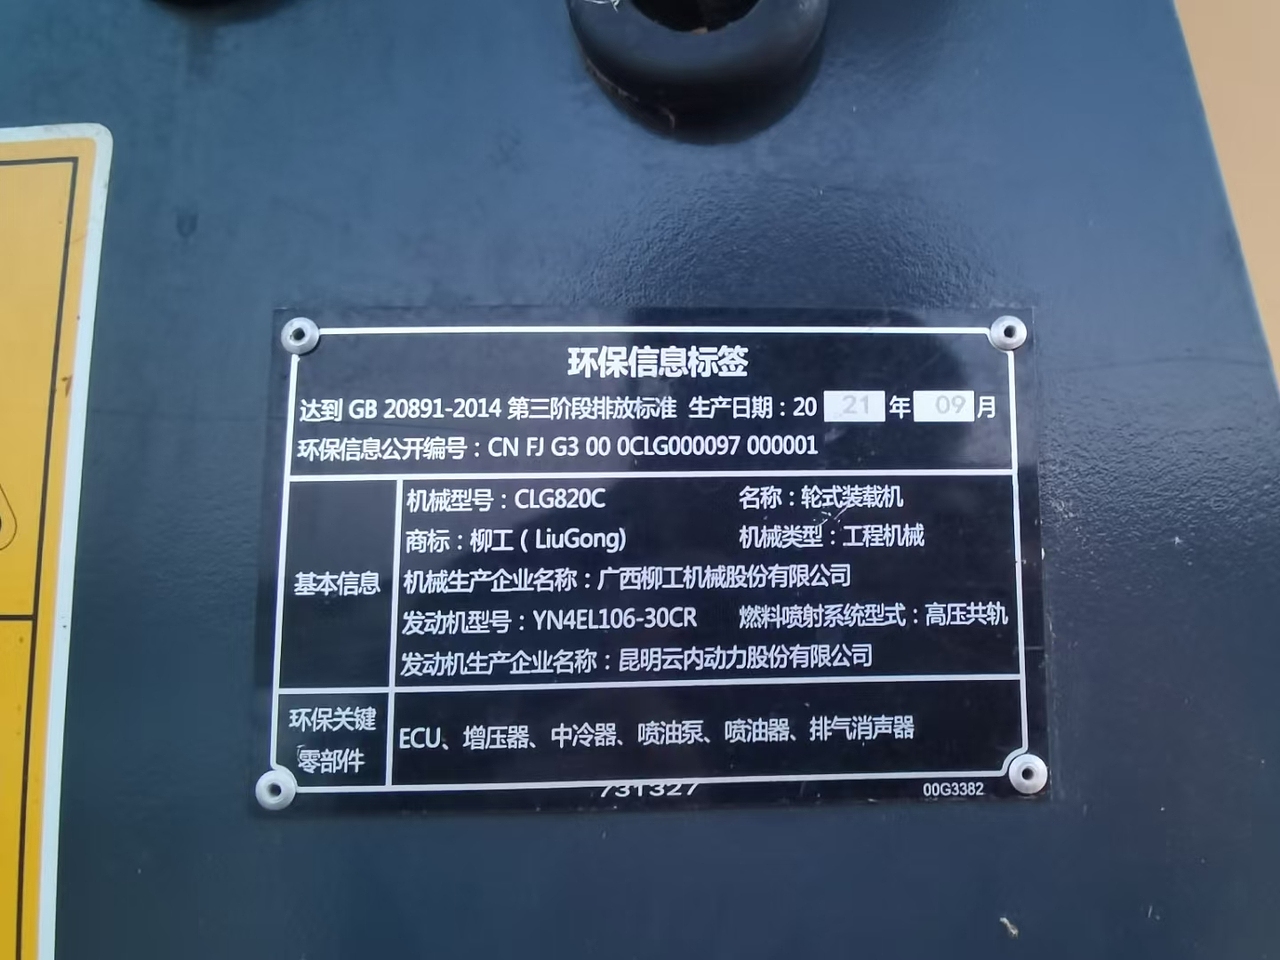 环保信息标签
达到 GB 20891-2014 第三阶段排放标准 生产日期：20 21 年 09 月
环保信息公开编号：CN FJ G3 00 0CLG000097 000001
基本信息
机械型号：CLG820C 名称：轮式装载机
商标：柳工（LiuGong） 机械类型：工程机械
机械生产企业名称：广西柳工机械股份有限公司
发动机型号：YN4EL106-30CR 燃料喷射系统型式：高压共轨
发动机生产企业名称：昆明云内动力股份有限公司
环保关键
零部件
ECU、增压器、中冷器、喷油泵、喷油器、排气消声器
731327 00G3382